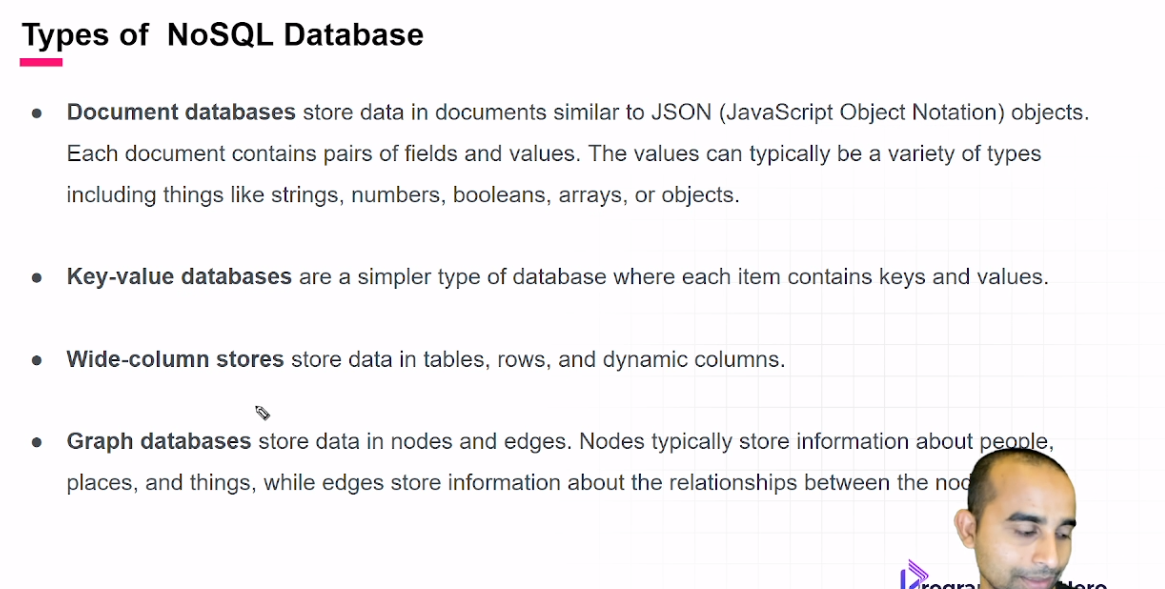 Types of NoSQL Database
● Document databases store data in documents similar to JSON (JavaScript Object Notation) objects.
Each document contains pairs of fields and values. The values can typically be a variety of types
including things like strings, numbers, booleans, arrays, or objects.
● Key-value databases are a simpler type of database where each item contains keys and values.
● Wide-column stores store data in tables, rows, and dynamic columns.
● Graph databases store data in nodes and edges. Nodes typically store information about people,
places, and things, while edges store information about the relationships between the